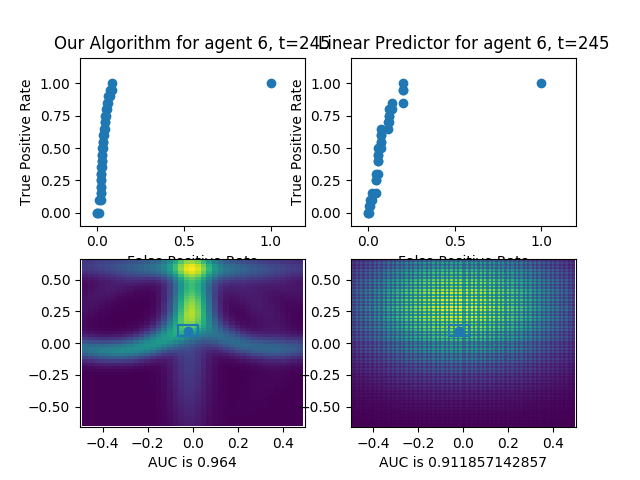 Our Algorithm for agent 6, t=245
Linear Predictor for agent 6, t=245
True Positive Rate
1.00
0.75
0.50
0.25
0.00
0.0 0.5 1.0
False Positive Rate
True Positive Rate
1.00
0.75
0.50
0.25
0.00
0.0 0.5 1.0
False Positive Rate
0.50
0.25
0.00
−0.25
−0.50
−0.4 −0.2 0.0 0.2 0.4
AUC is 0.964
0.50
0.25
0.00
−0.25
−0.50
−0.4 −0.2 0.0 0.2 0.4
AUC is 0.911857142857